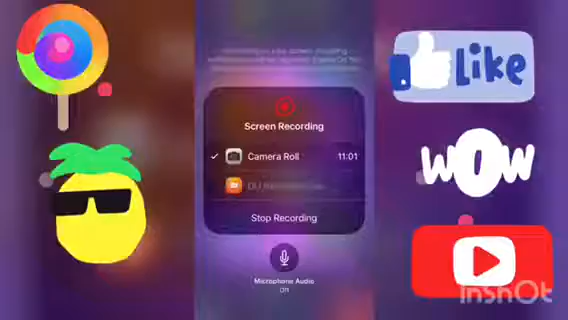 Screen Recording
Camera Roll 11:01
Stop Recording
Microphone Audio
Off
Like
WOW
InShOt